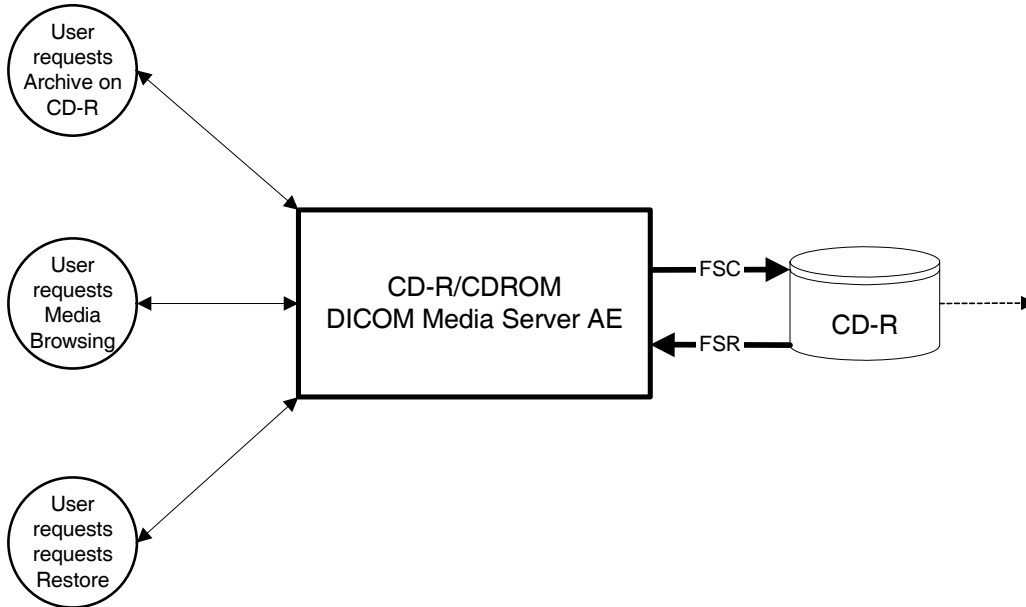 User
requests
Archive on
CD-R
User
requests
Media
Browsing
User
requests
requests
Restore
CD-R/CDROM
DICOM Media Server AE
FSC
FSR
CD-R